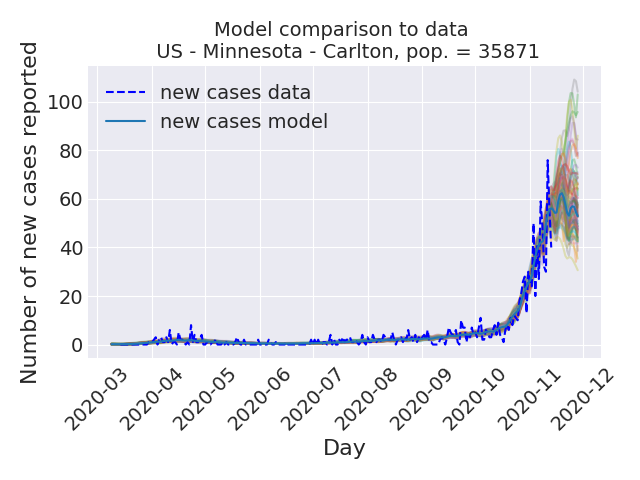 Model comparison to data
US - Minnesota - Carlton, pop. = 35871
Number of new cases reported
new cases data
new cases model
100
80
60
40
20
0
2020-03
2020-04
2020-05
2020-06
2020-07
2020-08
2020-09
2020-10
2020-11
2020-12
Day